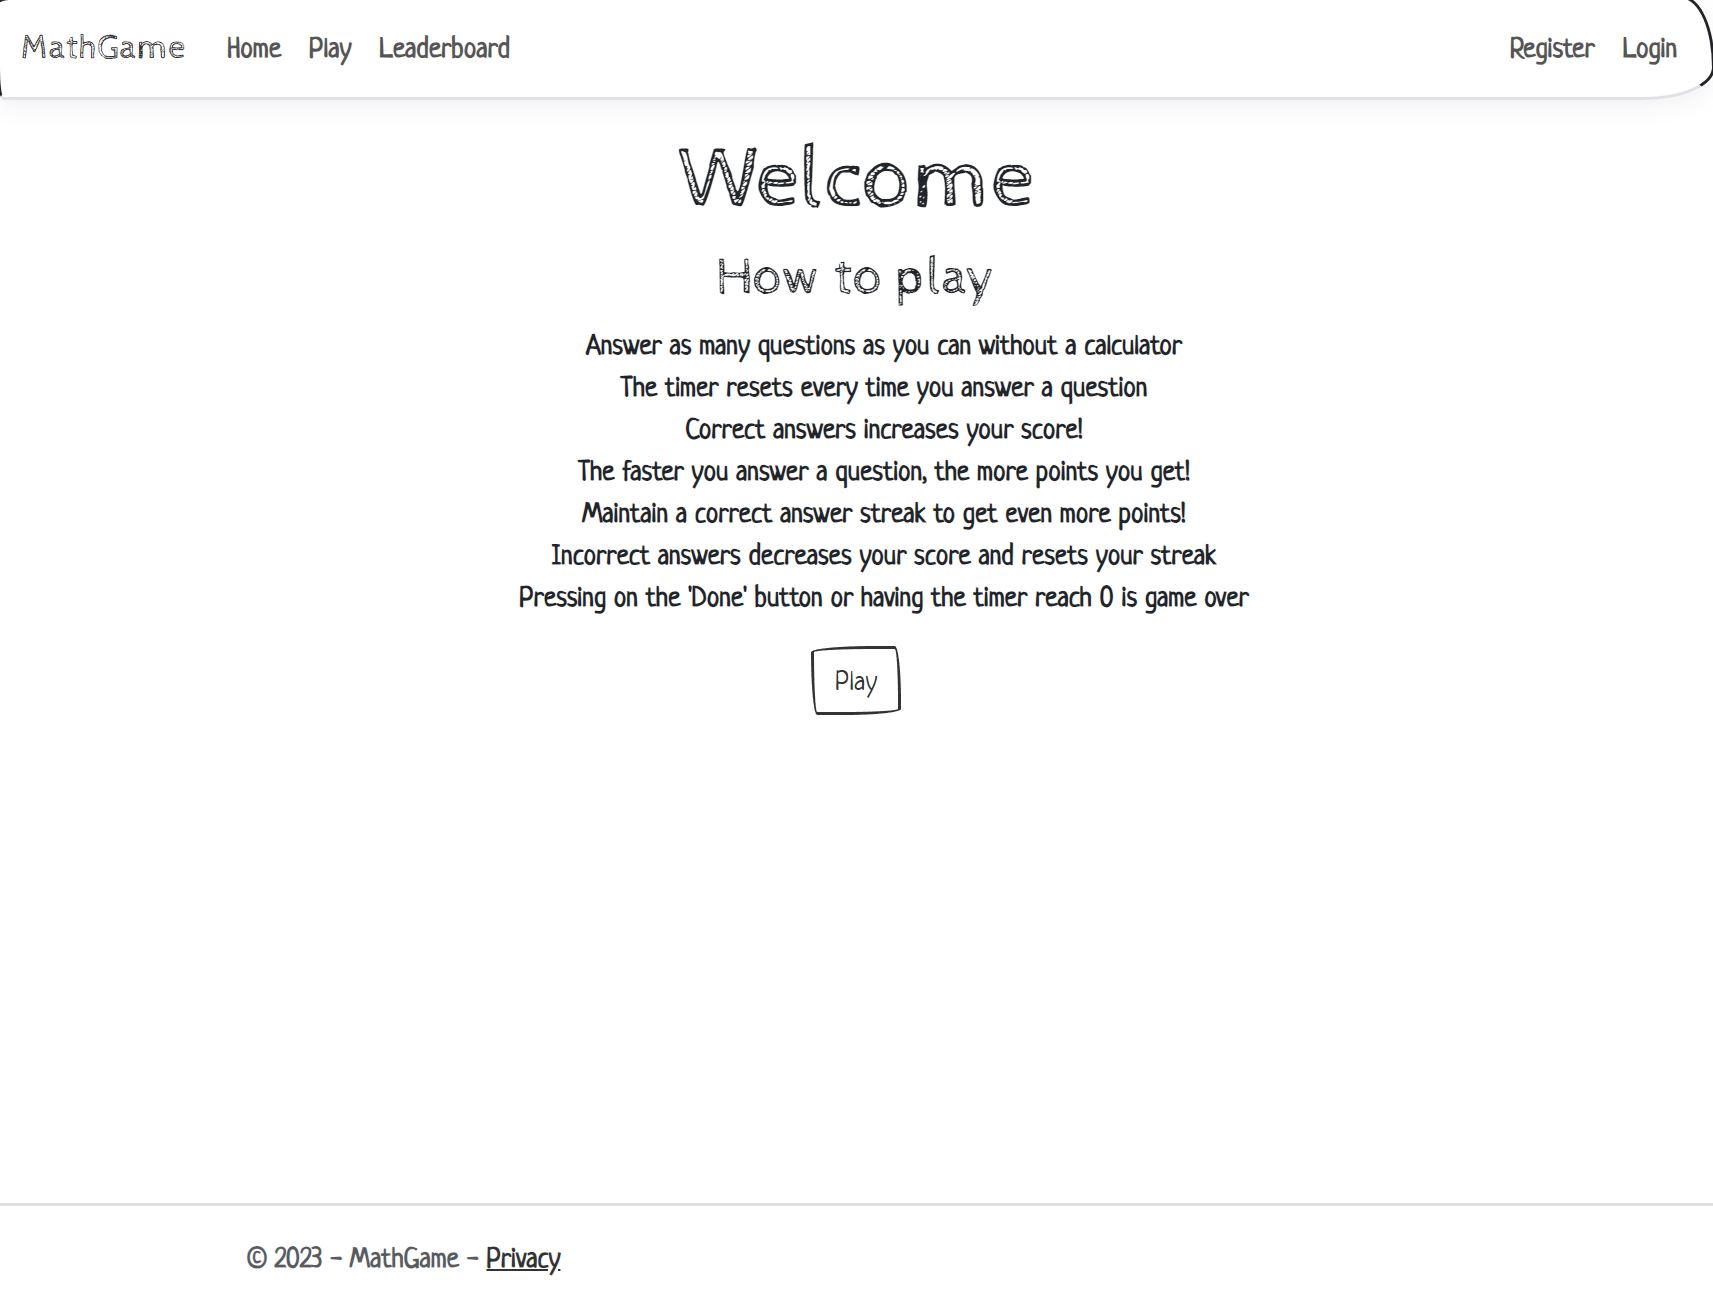 MathGame Home Play Leaderboard Register Login
Welcome
How to play
Answer as many questions as you can without a calculator
The timer resets every time you answer a question
Correct answers increases your score!
The faster you answer a question, the more points you get!
Maintain a correct answer streak to get even more points!
Incorrect answers decreases your score and resets your streak
Pressing on the 'Done' button or having the timer reach 0 is game over
Play
© 2023 - MathGame - Privacy